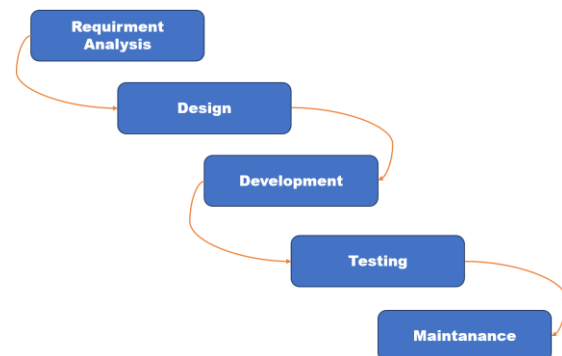 Requirment
Analysis
Design
Development
Testing
Maintanance